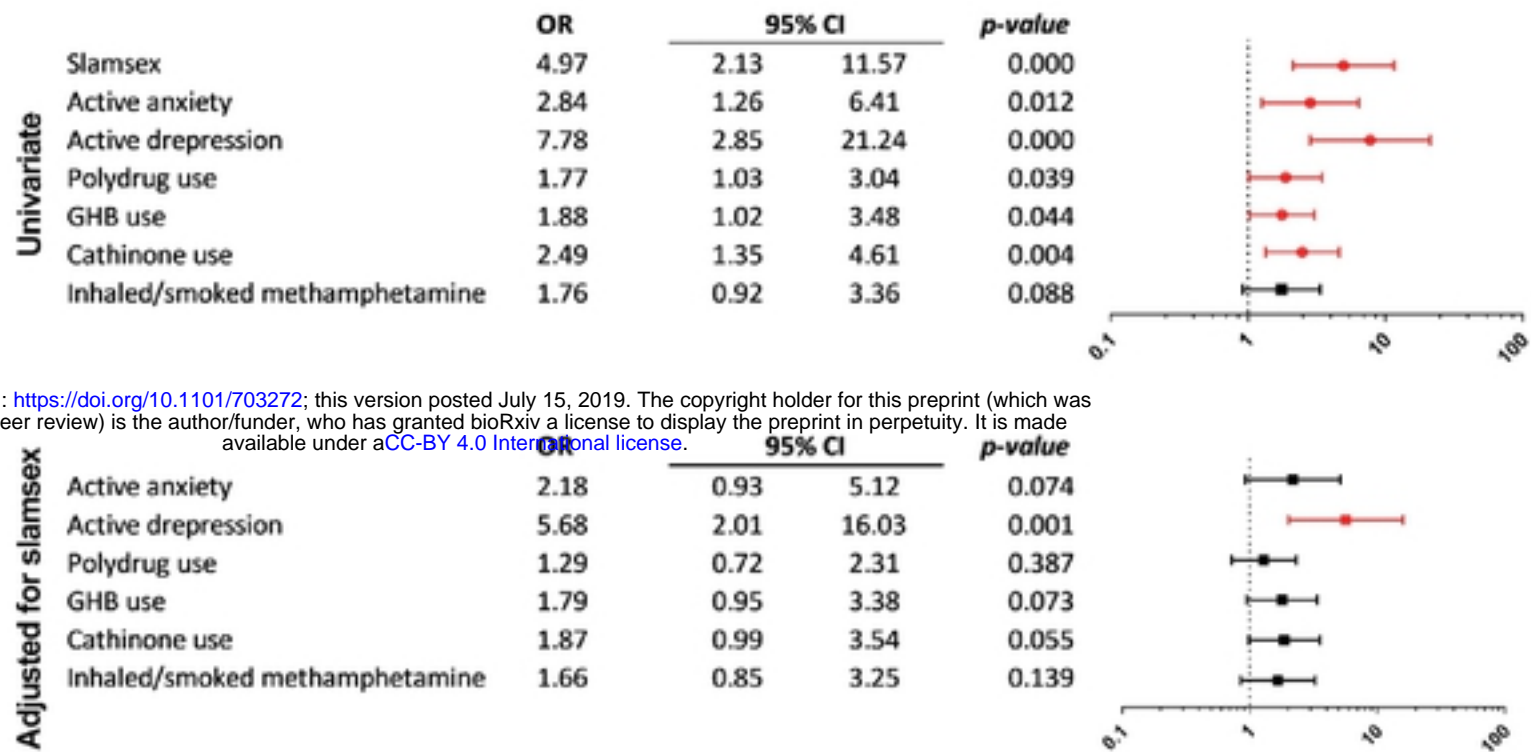 OR 95% CI p-value
Univariate
Slamsex 4.97 2.13 11.57 0.000
Active anxiety 2.84 1.26 6.41 0.012
Active drepression 7.78 2.85 21.24 0.000
Polydrug use 1.77 1.03 3.04 0.039
GHB use 1.88 1.02 3.48 0.044
Cathinone use 2.49 1.35 4.61 0.004
Inhaled/smoked methamphetamine 1.76 0.92 3.36 0.088
0.1 1 10 100
: https://doi.org/10.1101/703272; this version posted July 15, 2019. The copyright holder for this preprint (which was
eer review) is the author/funder, who has granted bioRxiv a license to display the preprint in perpetuity. It is made
available under aCC-BY 4.0 International license.
OR 95% CI p-value
Adjusted for slamsex
Active anxiety 2.18 0.93 5.12 0.074
Active drepression 5.68 2.01 16.03 0.001
Polydrug use 1.29 0.72 2.31 0.387
GHB use 1.79 0.95 3.38 0.073
Cathinone use 1.87 0.99 3.54 0.055
Inhaled/smoked methamphetamine 1.66 0.85 3.25 0.139
0.1 1 10 100